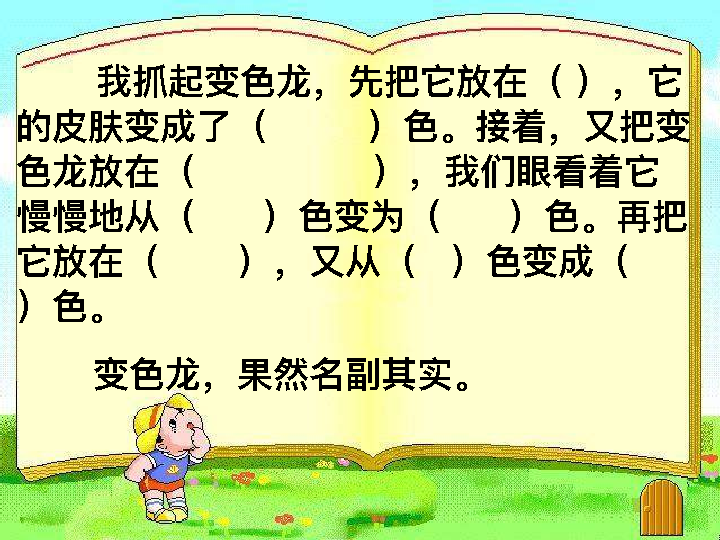 我抓起变色龙，先把它放在（ ），它
的皮肤变成了（　　　）色。接着，又把变
色龙放在（　　　　　），我们眼看着它
慢慢地从（　　）色变为（　　）色。再把
它放在（　　），又从（　）色变成（
）色。
变色龙，果然名副其实。